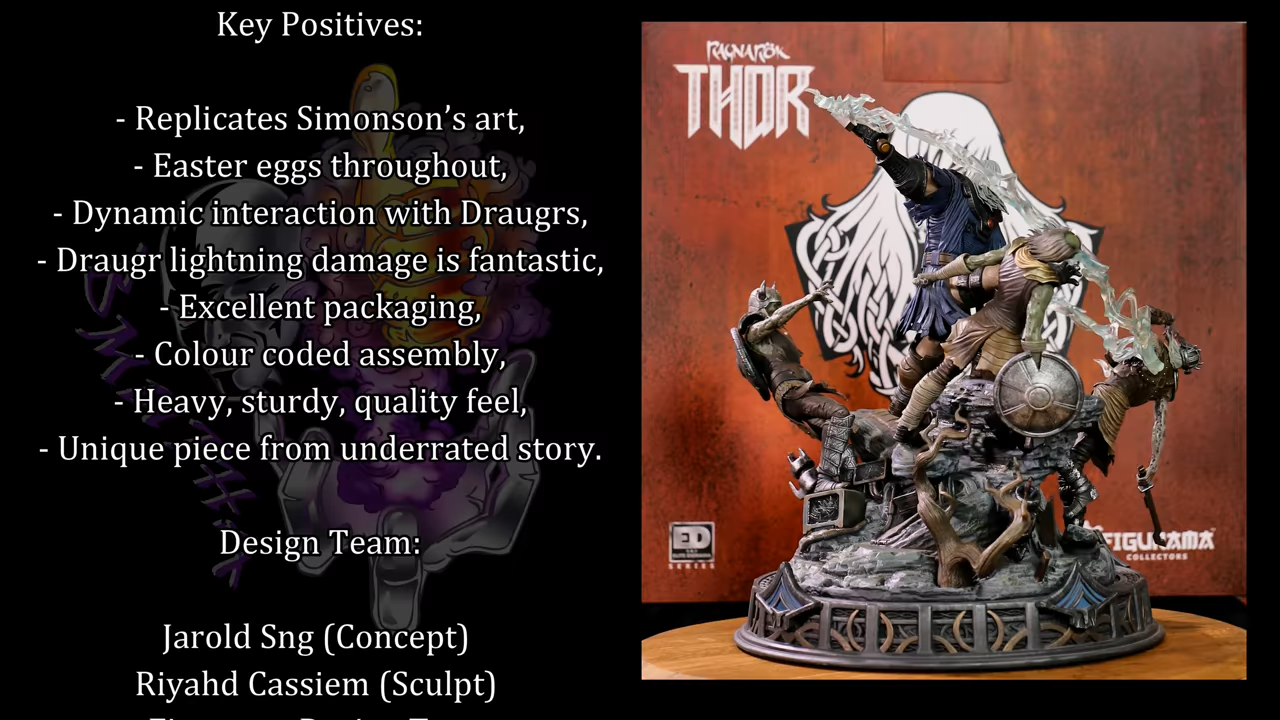 Key Positives:
- Replicates Simonson’s art,
- Easter eggs throughout,
- Dynamic interaction with Draugrs,
- Draugr lightning damage is fantastic,
- Excellent packaging,
- Colour coded assembly,
- Heavy, sturdy, quality feel,
- Unique piece from underrated story.
Design Team:
Jarold Sng (Concept)
Riyahd Cassiem (Sculpt)
RAGNARÖK
THOR
ED
SERIES
FIGURAMA
COLLECTORS